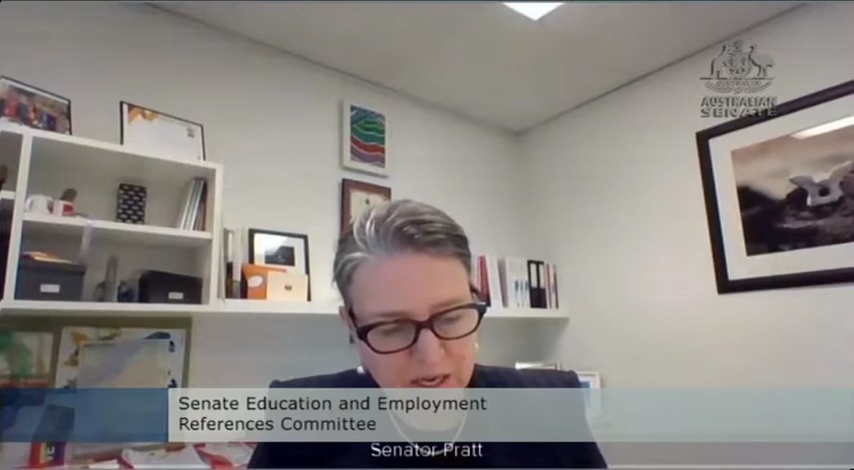 AUSTRALIAN
SENATE
Senate Education and Employment
References Committee
Senator Pratt